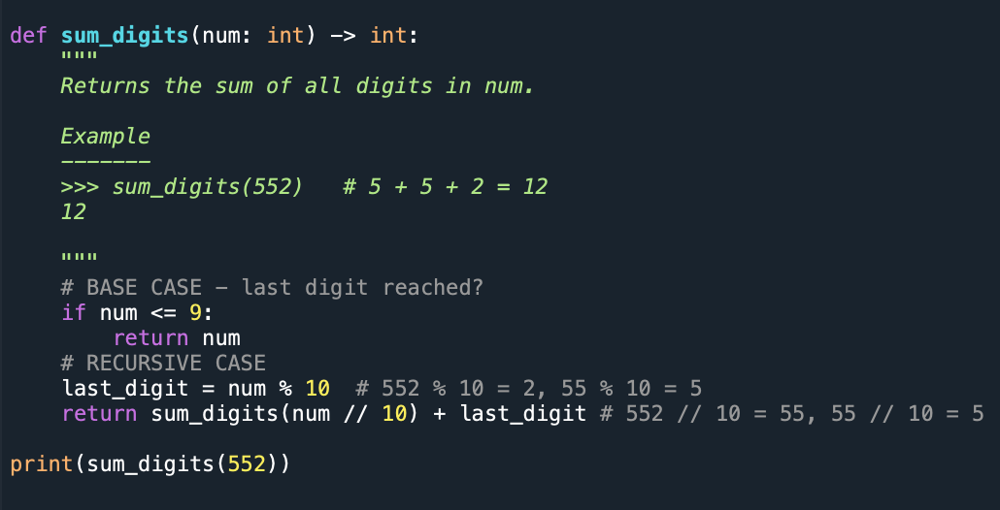 def sum_digits(num: int) -> int:
    """
    Returns the sum of all digits in num.

    Example
    -------
    >>> sum_digits(552)   # 5 + 5 + 2 = 12
    12

    """
    # BASE CASE - last digit reached?
    if num <= 9:
        return num
    # RECURSIVE CASE
    last_digit = num % 10  # 552 % 10 = 2, 55 % 10 = 5
    return sum_digits(num // 10) + last_digit # 552 // 10 = 55, 55 // 10 = 5

print(sum_digits(552))